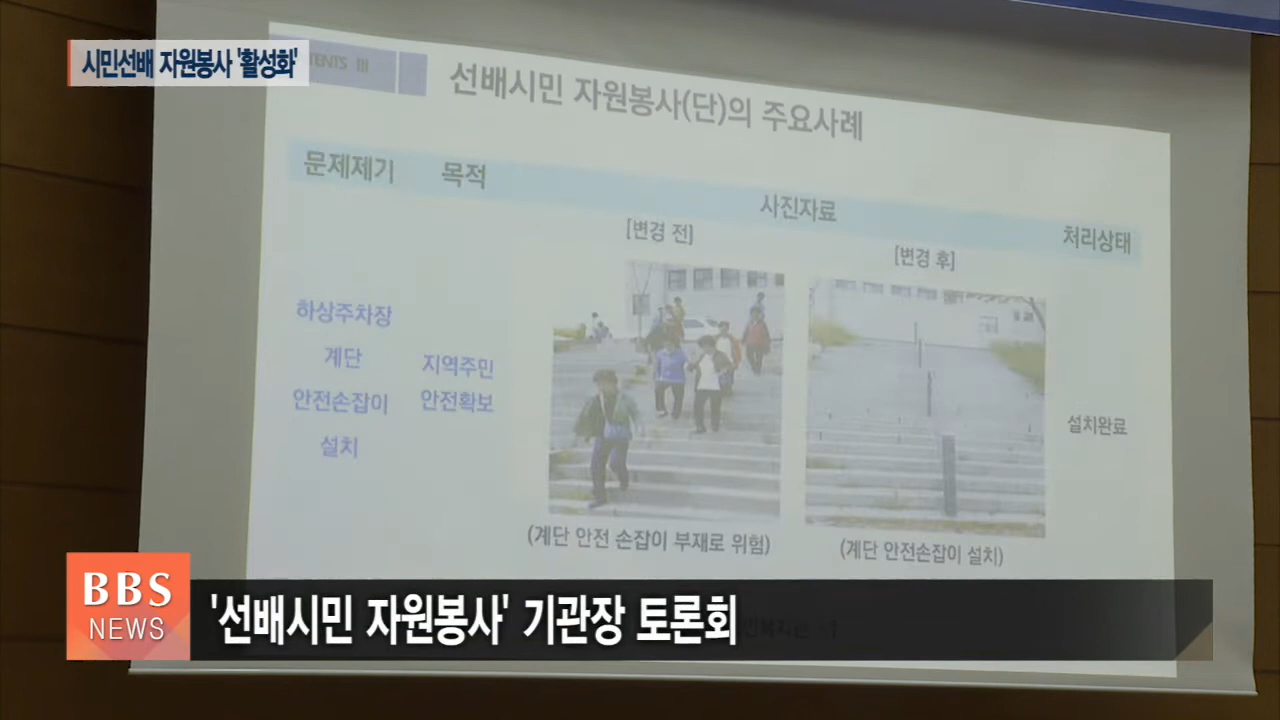 시민선배 자원봉사 '활성화'
ENTS III
선배시민 자원봉사(단)의 주요사례
문제제기 목적 사진자료 처리상태
[변경 전] [변경 후]
하상주차장
계단
안전손잡이
설치
지역주민
안전확보
설치완료
(계단 안전 손잡이 부재로 위험) (계단 안전손잡이 설치)
BBS
NEWS
'선배시민 자원봉사' 기관장 토론회